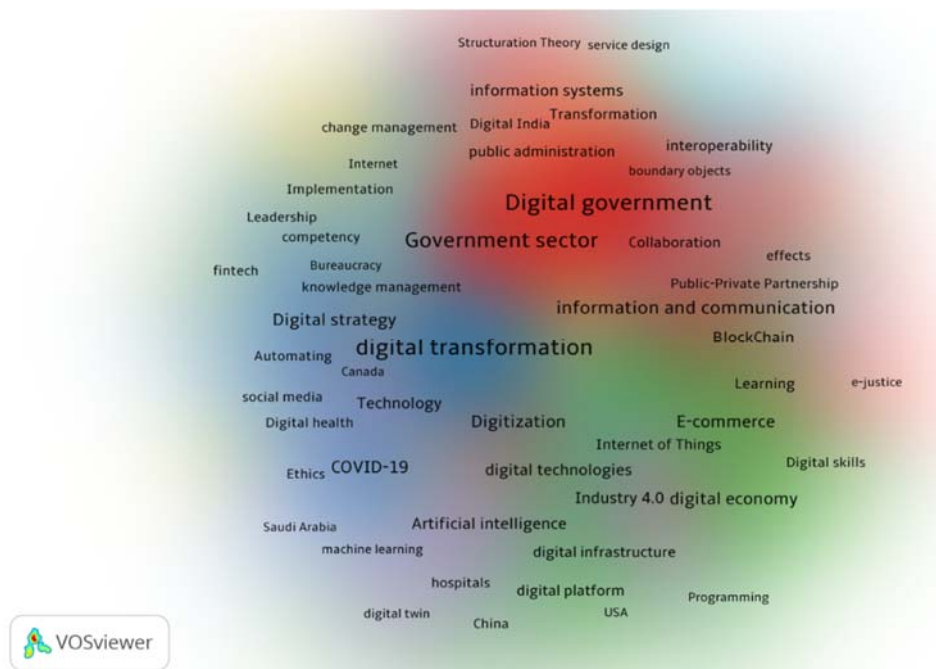 Structuration Theory service design
information systems
Transformation
change management Digital India
public administration interoperability
Internet boundary objects
Implementation
Digital government
Leadership
competency Government sector Collaboration
effects
fintech Bureaucracy
knowledge management Public-Private Partnership
information and communication
Digital strategy
BlockChain
digital transformation
Automating
Canada
Learning e-justice
social media Technology
Digital health Digitization E-commerce
Internet of Things
Ethics COVID-19 digital technologies Digital skills
Industry 4.0 digital economy
Saudi Arabia Artificial intelligence
machine learning digital infrastructure
hospitals digital platform Programming
digital twin China USA
VOSviewer